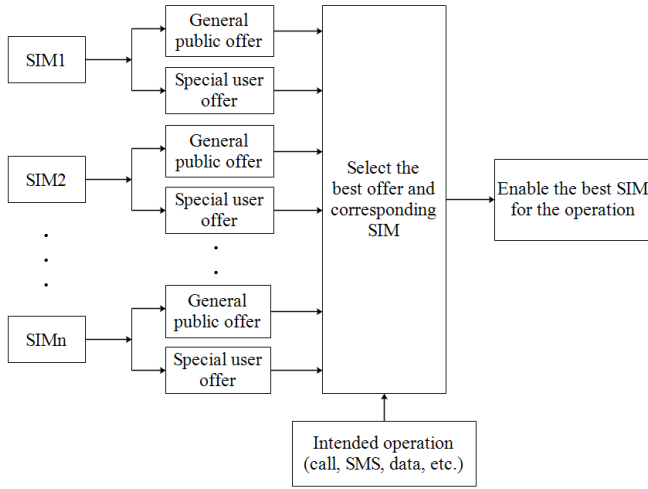 SIM1
General
public offer
Special user
offer
SIM2
General
public offer
Special user
offer
SIMn
General
public offer
Special user
offer
Select the
best offer and
corresponding
SIM
Enable the best SIM
for the operation
Intended operation
(call, SMS, data, etc.)